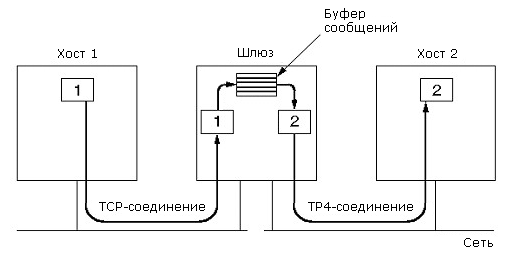 Буфер
сообщений
Хост 1
Шлюз
Хост 2
1
1
2
2
TCP-соединение
TP4-соединение
Сеть